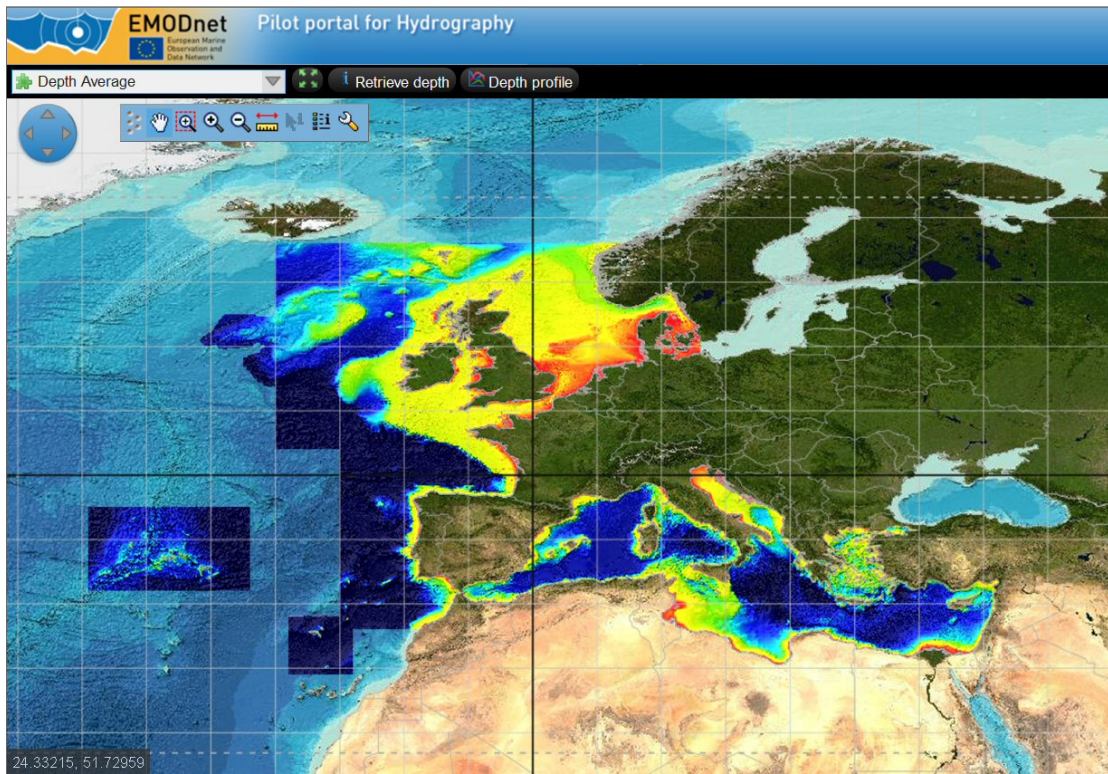 EMODnet
European Marine
Observation and
Data Network
Pilot portal for Hydrography
Depth Average
Retrieve depth
Depth profile
24.33215, 51.72959